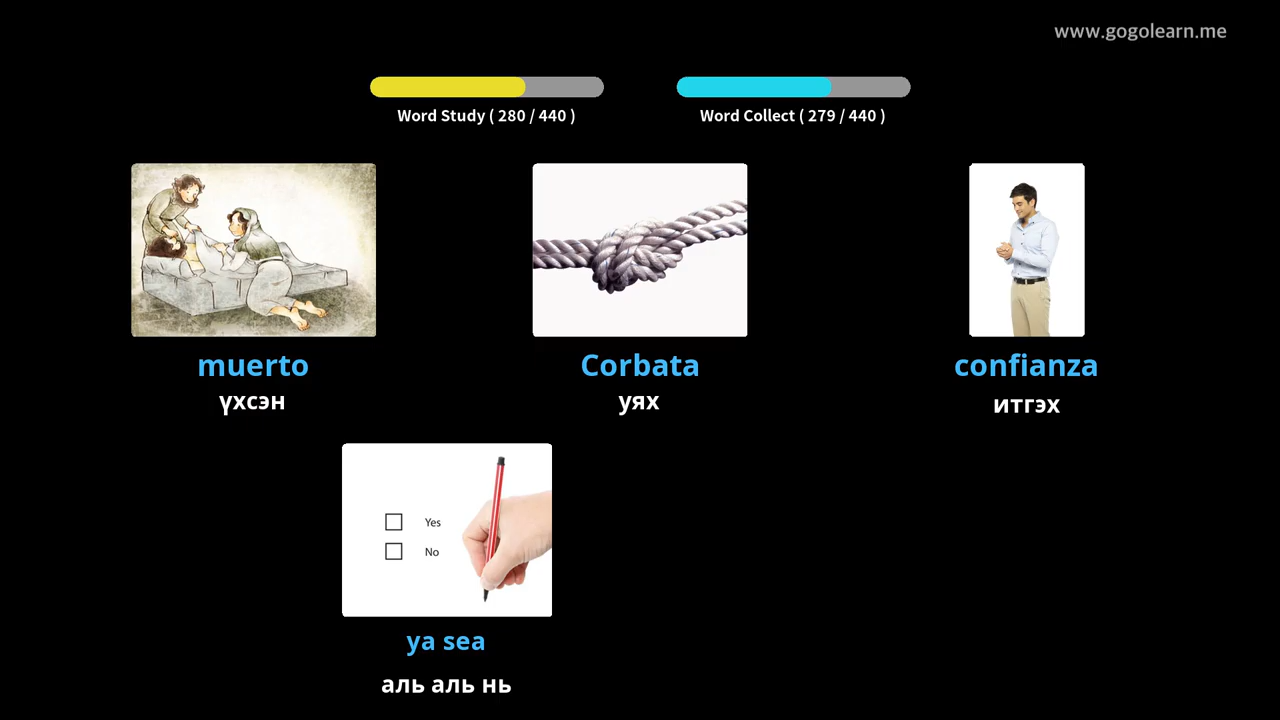 www.gogolearn.me
Word Study ( 280 / 440 )
Word Collect ( 279 / 440 )
muerto
үхсэн
Corbata
уях
confianza
итгэх
Yes
No
ya sea
аль аль нь